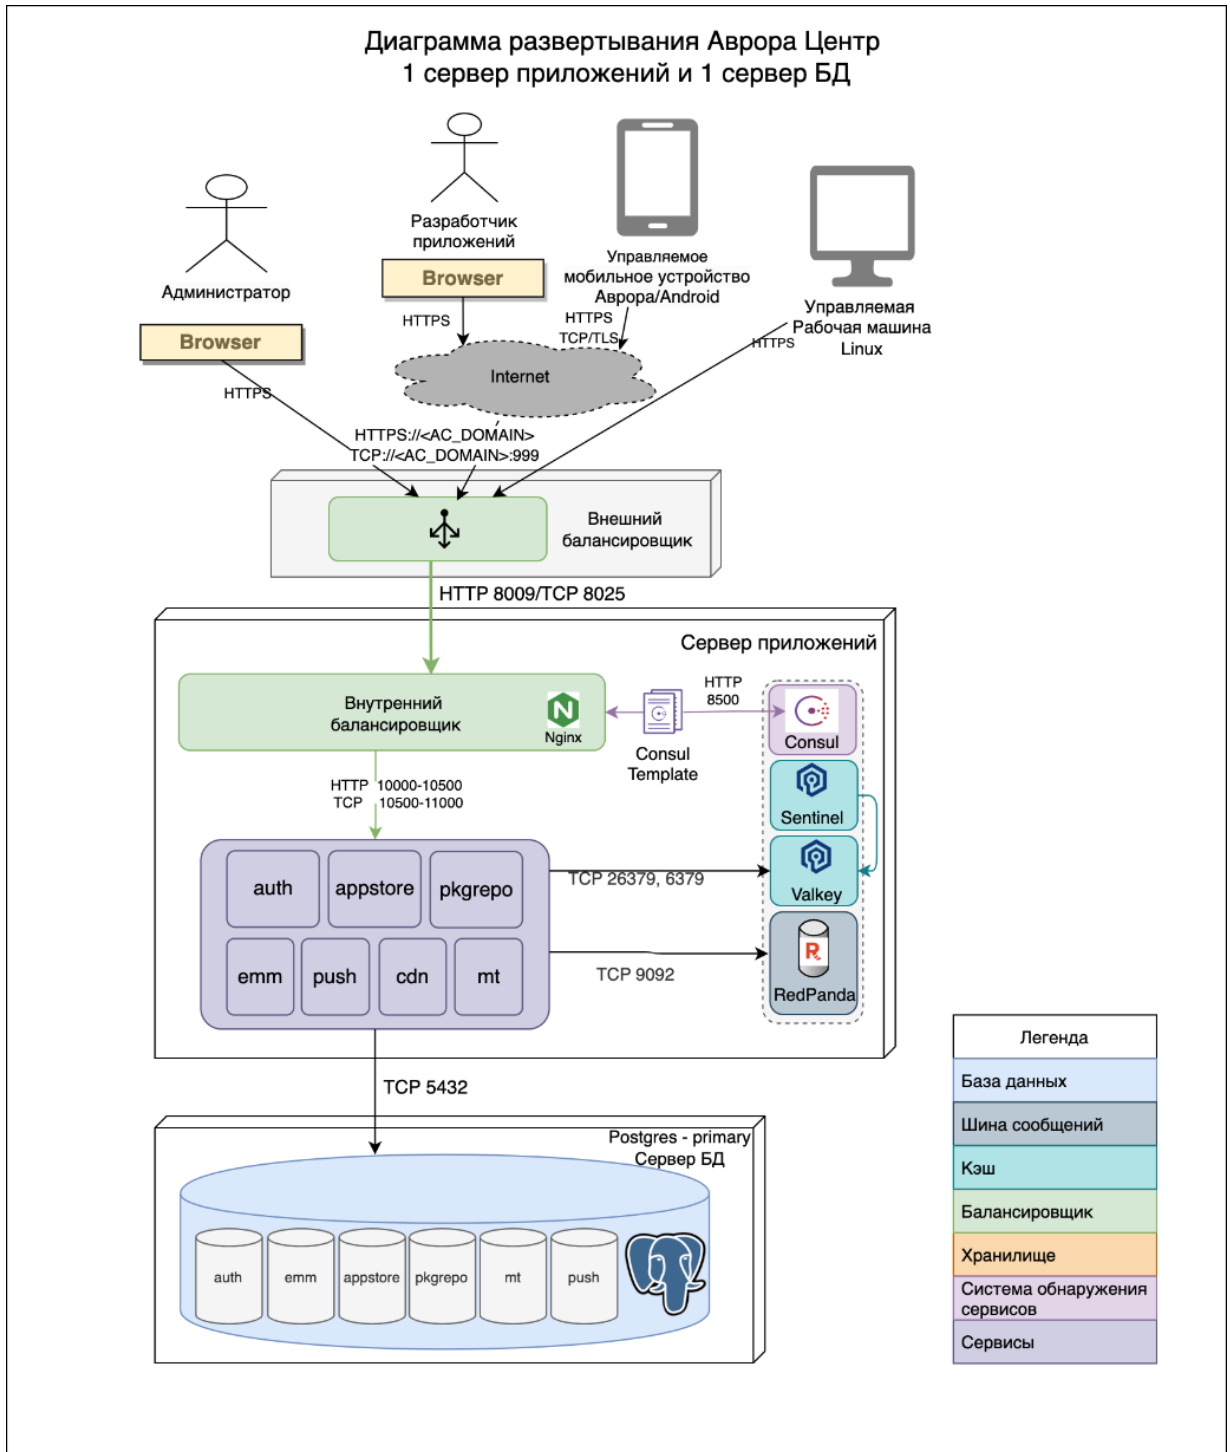 Диаграмма развертывания Аврора Центр
1 сервер приложений и 1 сервер БД
Администратор
Browser
HTTPS
Разработчик
приложений
Browser
HTTPS
Управляемое
мобильное устройство
Аврора/Android
HTTPS
TCP/TLS
Управляемая
Рабочая машина
Linux
HTTPS
Internet
HTTPS://<AC_DOMAIN>
TCP://<AC_DOMAIN>:999
Внешний
балансировщик
HTTP 8009/TCP 8025
Сервер приложений
Внутренний
балансировщик
Nginx
Consul
Template
HTTP
8500
Consul
Sentinel
Valkey
RedPanda
HTTP 10000-10500
TCP 10500-11000
auth
appstore
pkgrepo
emm
push
cdn
mt
TCP 26379, 6379
TCP 9092
TCP 5432
Postgres - primary
Сервер БД
auth
emm
appstore
pkgrepo
mt
push
Легенда
База данных
Шина сообщений
Кэш
Балансировщик
Хранилище
Система обнаружения
сервисов
Сервисы